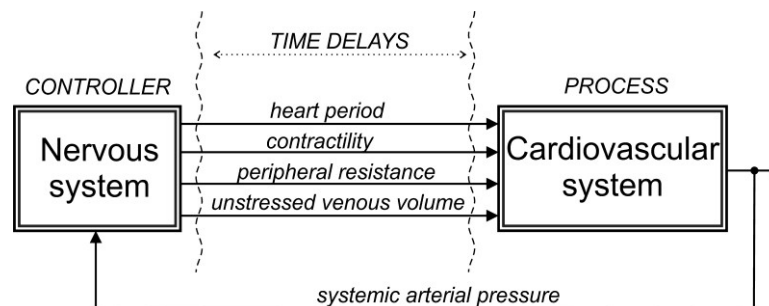 TIME DELAYS
CONTROLLER
PROCESS
heart period
contractility
peripheral resistance
unstressed venous volume
Nervous
system
Cardiovascular
system
systemic arterial pressure